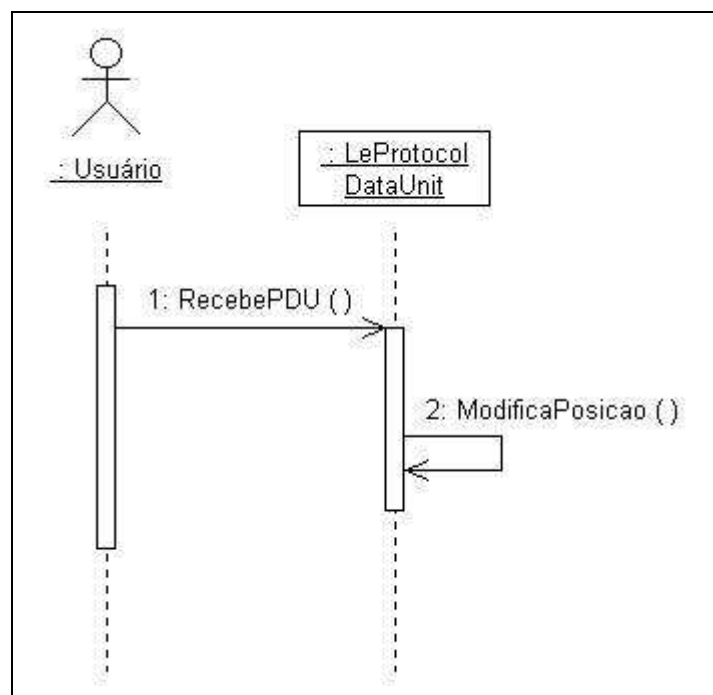 : Usuário
: LeProtocol
DataUnit
1: RecebePDU ( )
2: ModificaPosicao ( )